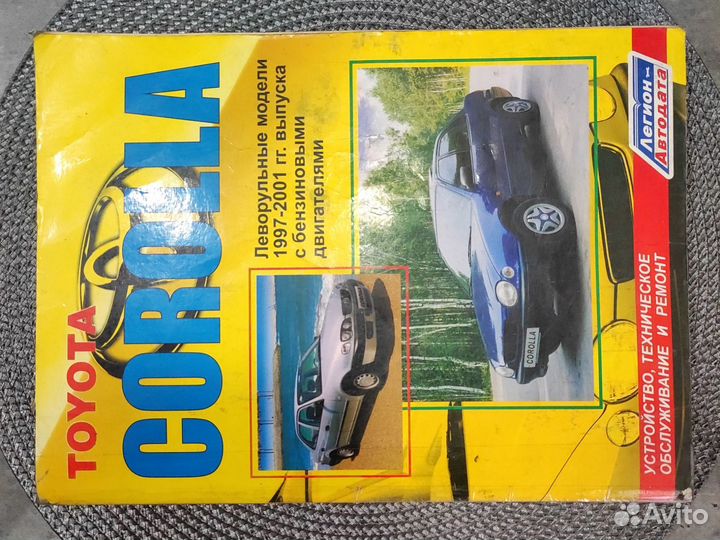 TOYOTA
COROLLA
Леворульные модели
1997-2001 гг. выпуска
с бензиновыми
двигателями
COROLLA
Легион-
Автодата
УСТРОЙСТВО, ТЕХНИЧЕСКОЕ
ОБСЛУЖИВАНИЕ И РЕМОНТ
Avito